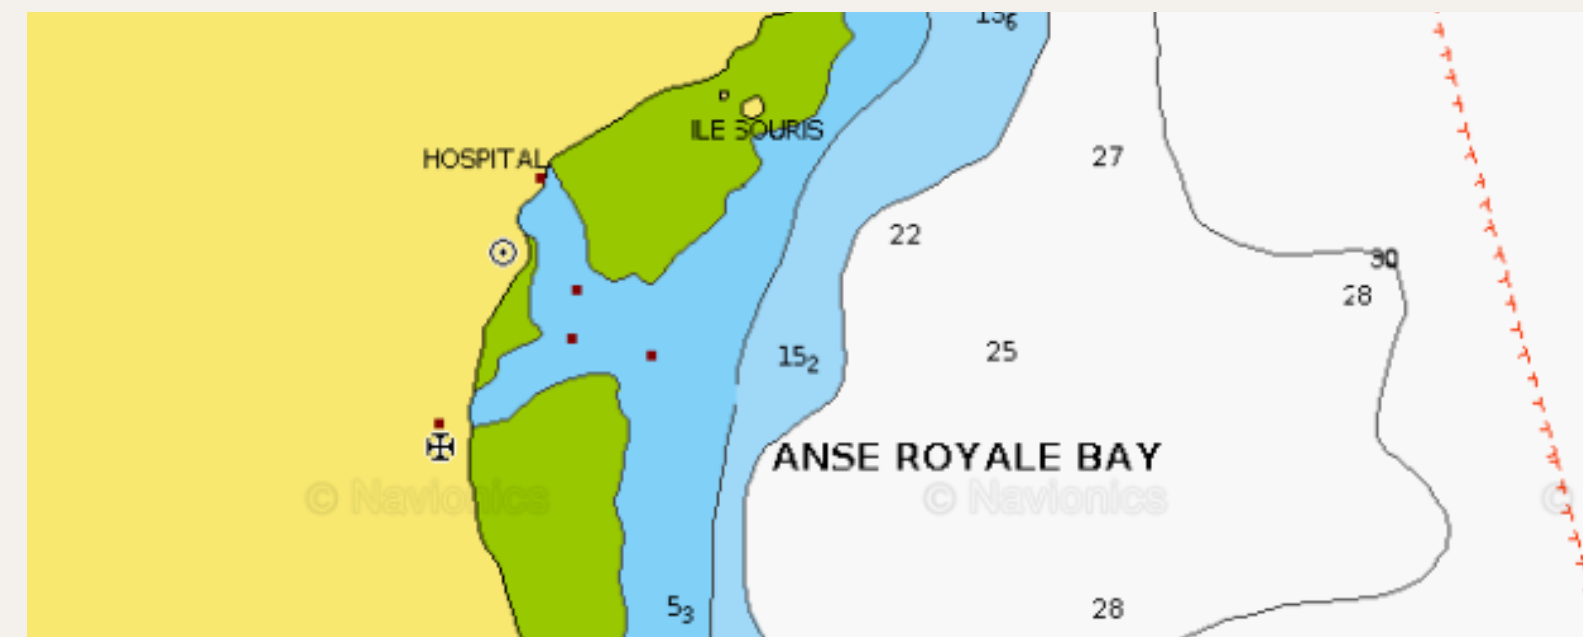 13₆
ILE SOURIS
HOSPITAL
27
22
30
28
15₂
25
ANSE ROYALE BAY
© Navionics
© Navionics
©
5₃
28